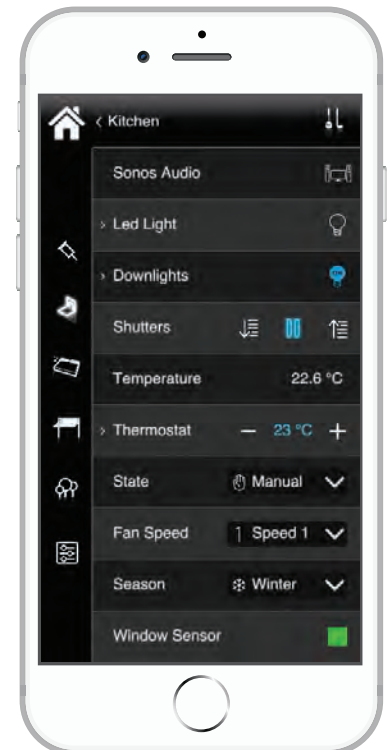 ‹ Kitchen
Sonos Audio
› Led Light
› Downlights
Shutters
Temperature 22.6 °C
› Thermostat − 23 °C +
State Manual
Fan Speed 1 Speed 1
Season Winter
Window Sensor